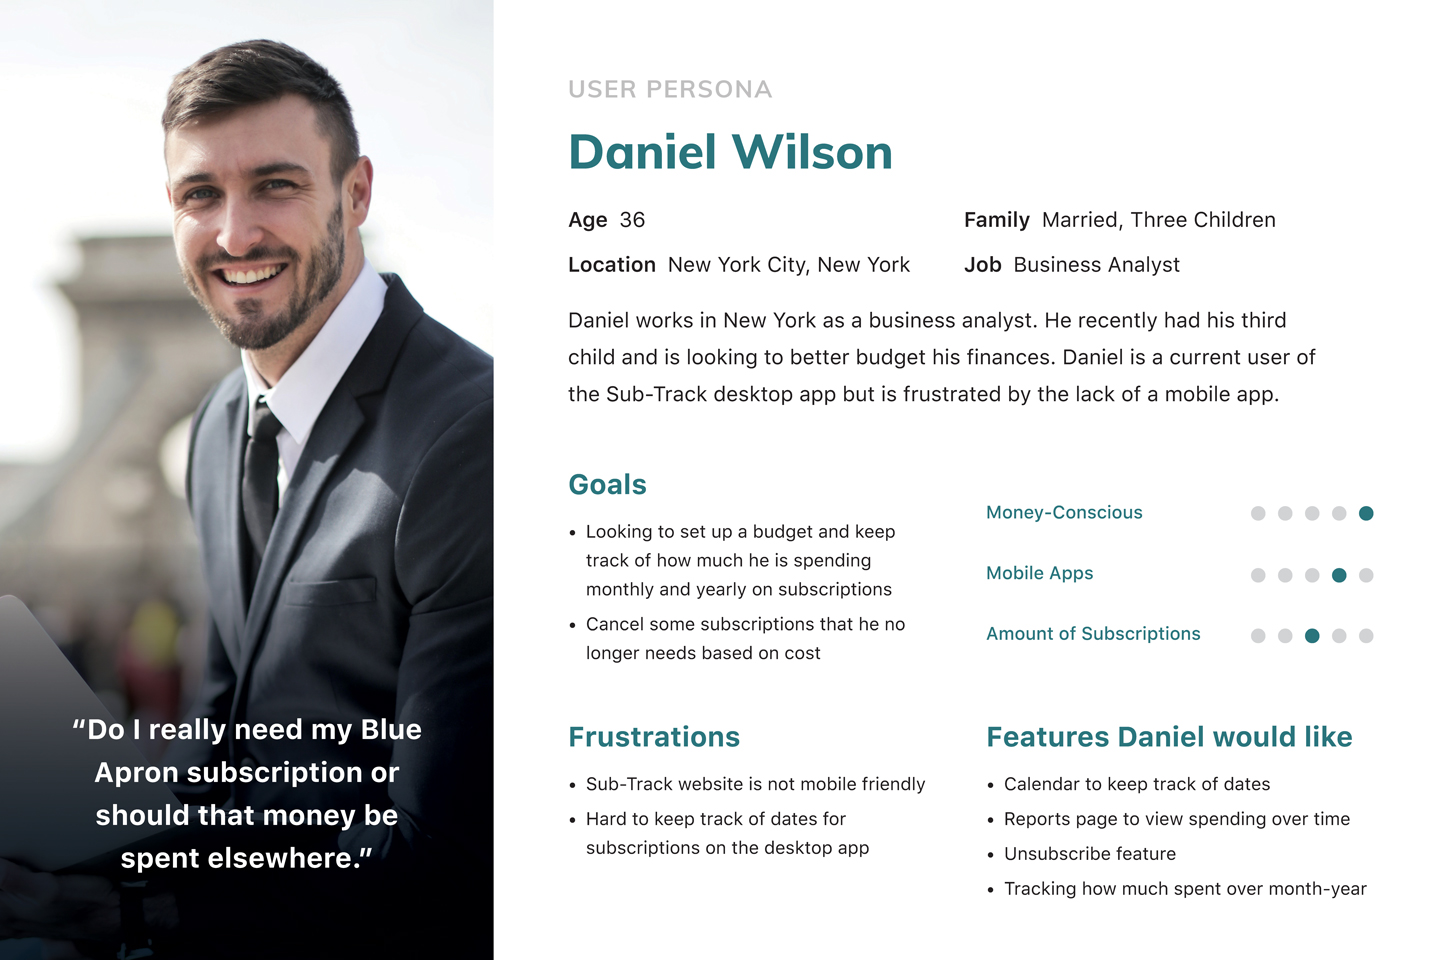 USER PERSONA
Daniel Wilson
Age 36
Family Married, Three Children
Location New York City, New York
Job Business Analyst
Daniel works in New York as a business analyst. He recently had his third
child and is looking to better budget his finances. Daniel is a current user of
the Sub-Track desktop app but is frustrated by the lack of a mobile app.
Goals
• Looking to set up a budget and keep
track of how much he is spending
monthly and yearly on subscriptions
• Cancel some subscriptions that he no
longer needs based on cost
Money-Conscious
Mobile Apps
Amount of Subscriptions
Frustrations
• Sub-Track website is not mobile friendly
• Hard to keep track of dates for
subscriptions on the desktop app
Features Daniel would like
• Calendar to keep track of dates
• Reports page to view spending over time
• Unsubscribe feature
• Tracking how much spent over month-year
“Do I really need my Blue
Apron subscription or
should that money be
spent elsewhere.”